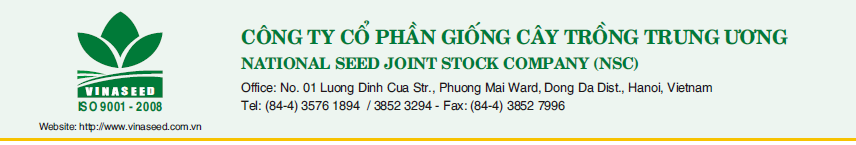 VINASEED
ISO 9001 - 2008
Website: http://www.vinaseed.com.vn
CÔNG TY CỔ PHẦN GIỐNG CÂY TRỒNG TRUNG ƯƠNG
NATIONAL SEED JOINT STOCK COMPANY (NSC)
Office: No. 01 Luong Dinh Cua Str., Phuong Mai Ward, Dong Da Dist., Hanoi, Vietnam
Tel: (84-4) 3576 1894 / 3852 3294 - Fax: (84-4) 3852 7996